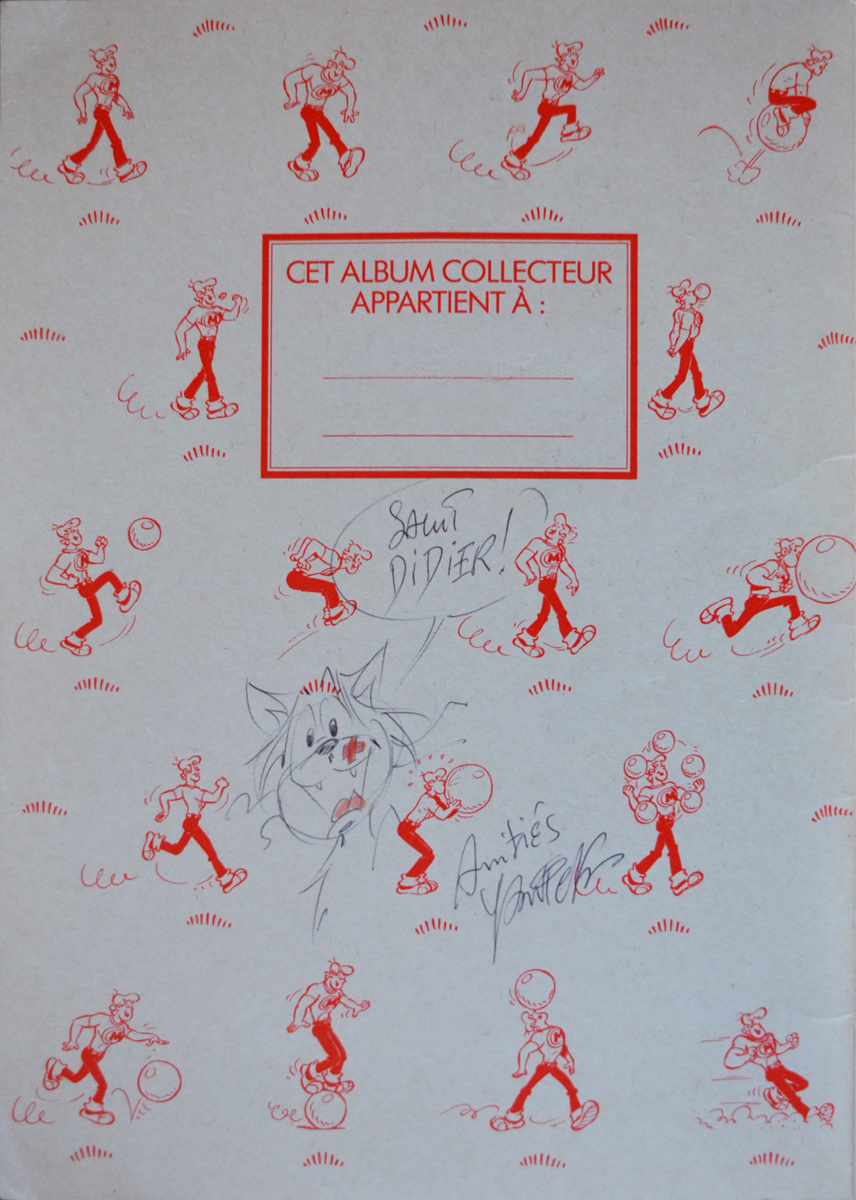 CET ALBUM COLLECTEUR
APPARTIENT À :
SALUT
DIDIER!
Amitiés